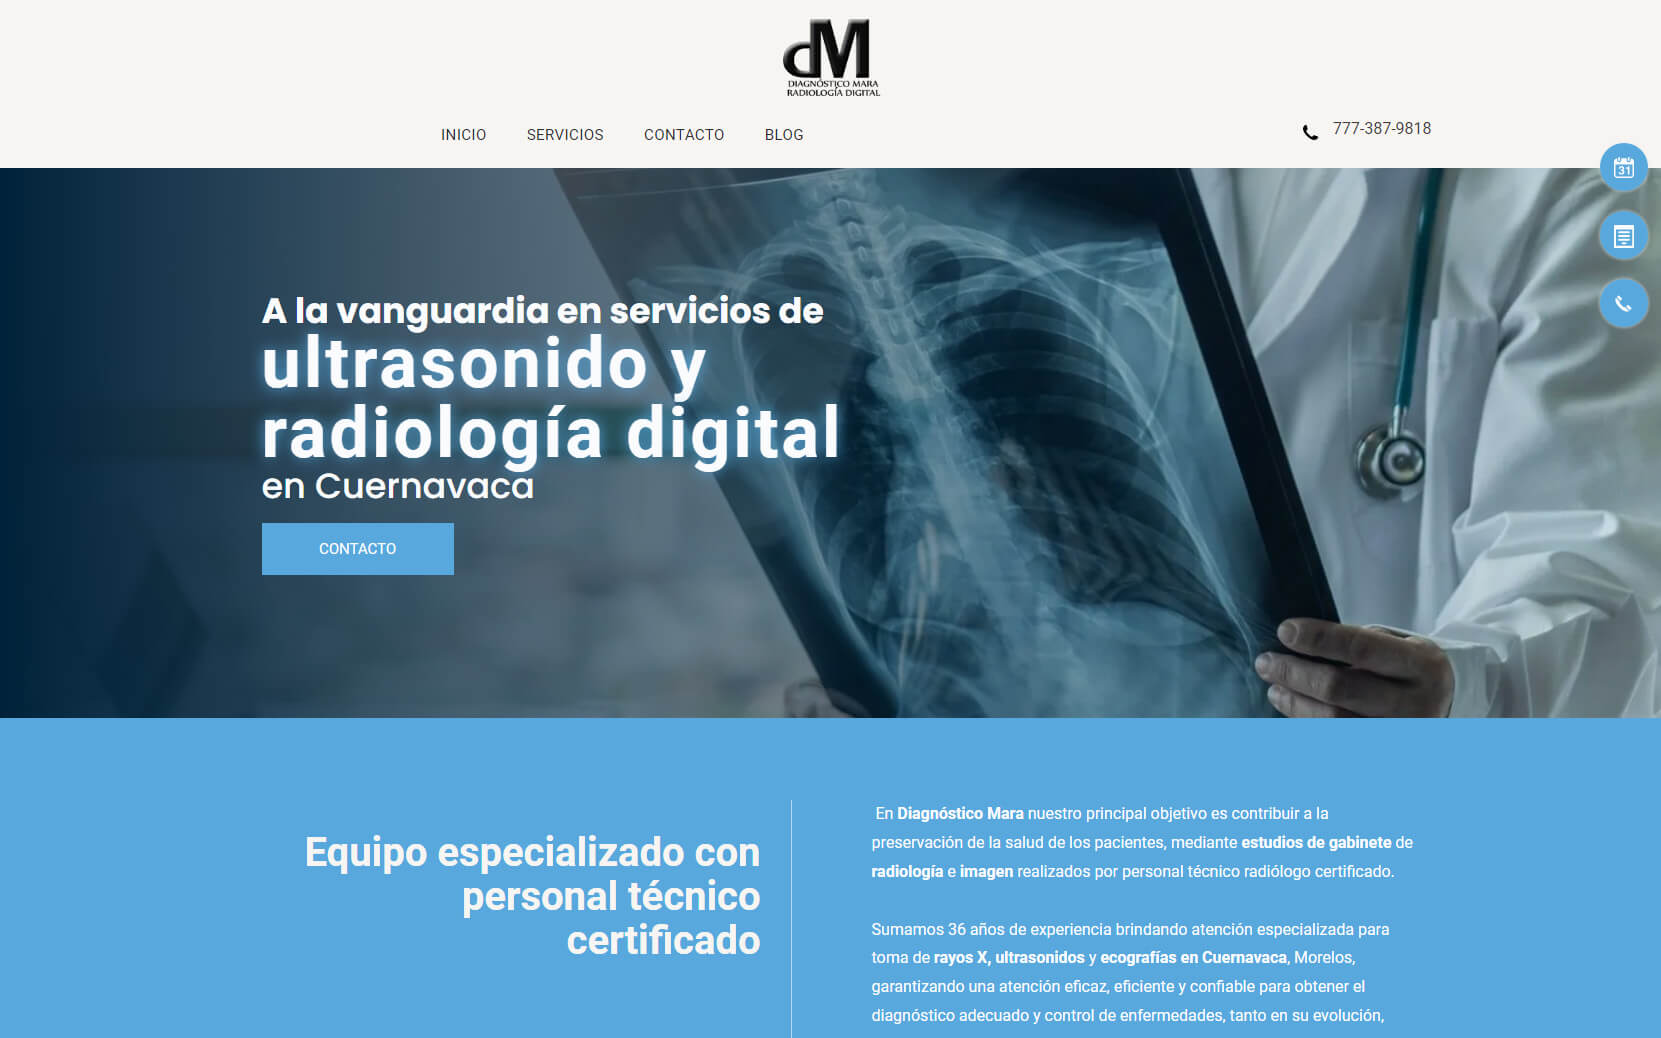 dM
DIAGNÓSTICO MARA
RADIOLOGÍA DIGITAL
INICIO
SERVICIOS
CONTACTO
BLOG
777-387-9818
31
A la vanguardia en servicios de
ultrasonido y
radiología digital
en Cuernavaca
CONTACTO
Equipo especializado con
personal técnico
certificado
En Diagnóstico Mara nuestro principal objetivo es contribuir a la
preservación de la salud de los pacientes, mediante estudios de gabinete de
radiología e imagen realizados por personal técnico radiólogo certificado.
Sumamos 36 años de experiencia brindando atención especializada para
toma de rayos X, ultrasonidos y ecografías en Cuernavaca, Morelos,
garantizando una atención eficaz, eficiente y confiable para obtener el
diagnóstico adecuado y control de enfermedades, tanto en su evolución,